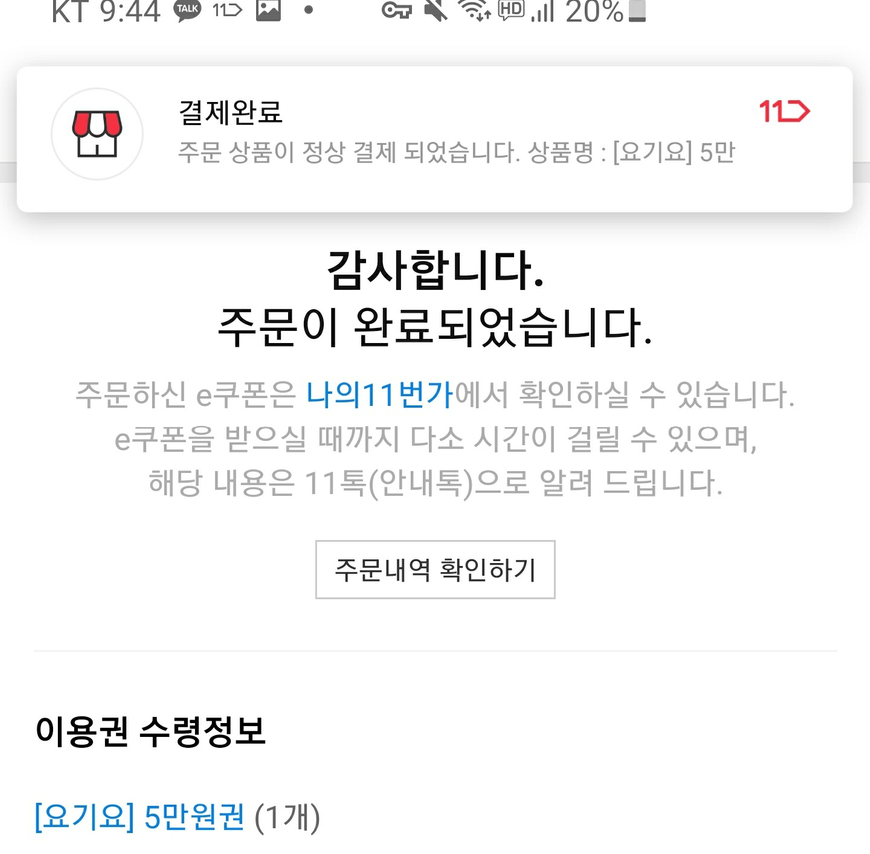 KT 9:44 TALK 11 HD 20%
결제완료
11
주문 상품이 정상 결제 되었습니다. 상품명 : [요기요] 5만
감사합니다.
주문이 완료되었습니다.
주문하신 e쿠폰은 나의11번가에서 확인하실 수 있습니다.
e쿠폰을 받으실 때까지 다소 시간이 걸릴 수 있으며,
해당 내용은 11톡(안내톡)으로 알려 드립니다.
주문내역 확인하기
이용권 수령정보
[요기요] 5만원권 (1개)